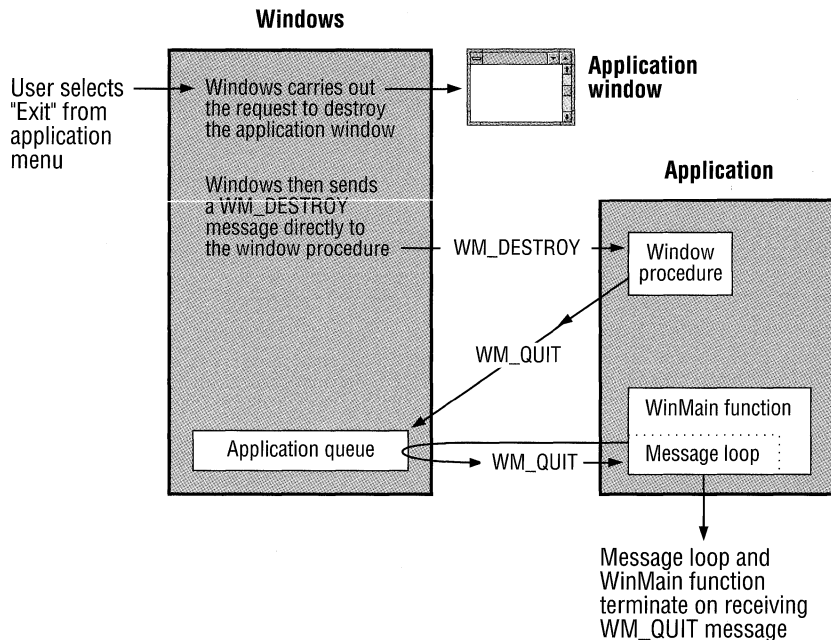 Windows
User selects
"Exit" from
application
menu
Windows carries out
the request to destroy
the application window
Application
window
Windows then sends
a WM_DESTROY
message directly to
the window procedure
WM_DESTROY
Application
Window
procedure
WM_QUIT
Application queue
WM_QUIT
WinMain function
Message loop
Message loop and
WinMain function
terminate on receiving
WM_QUIT message